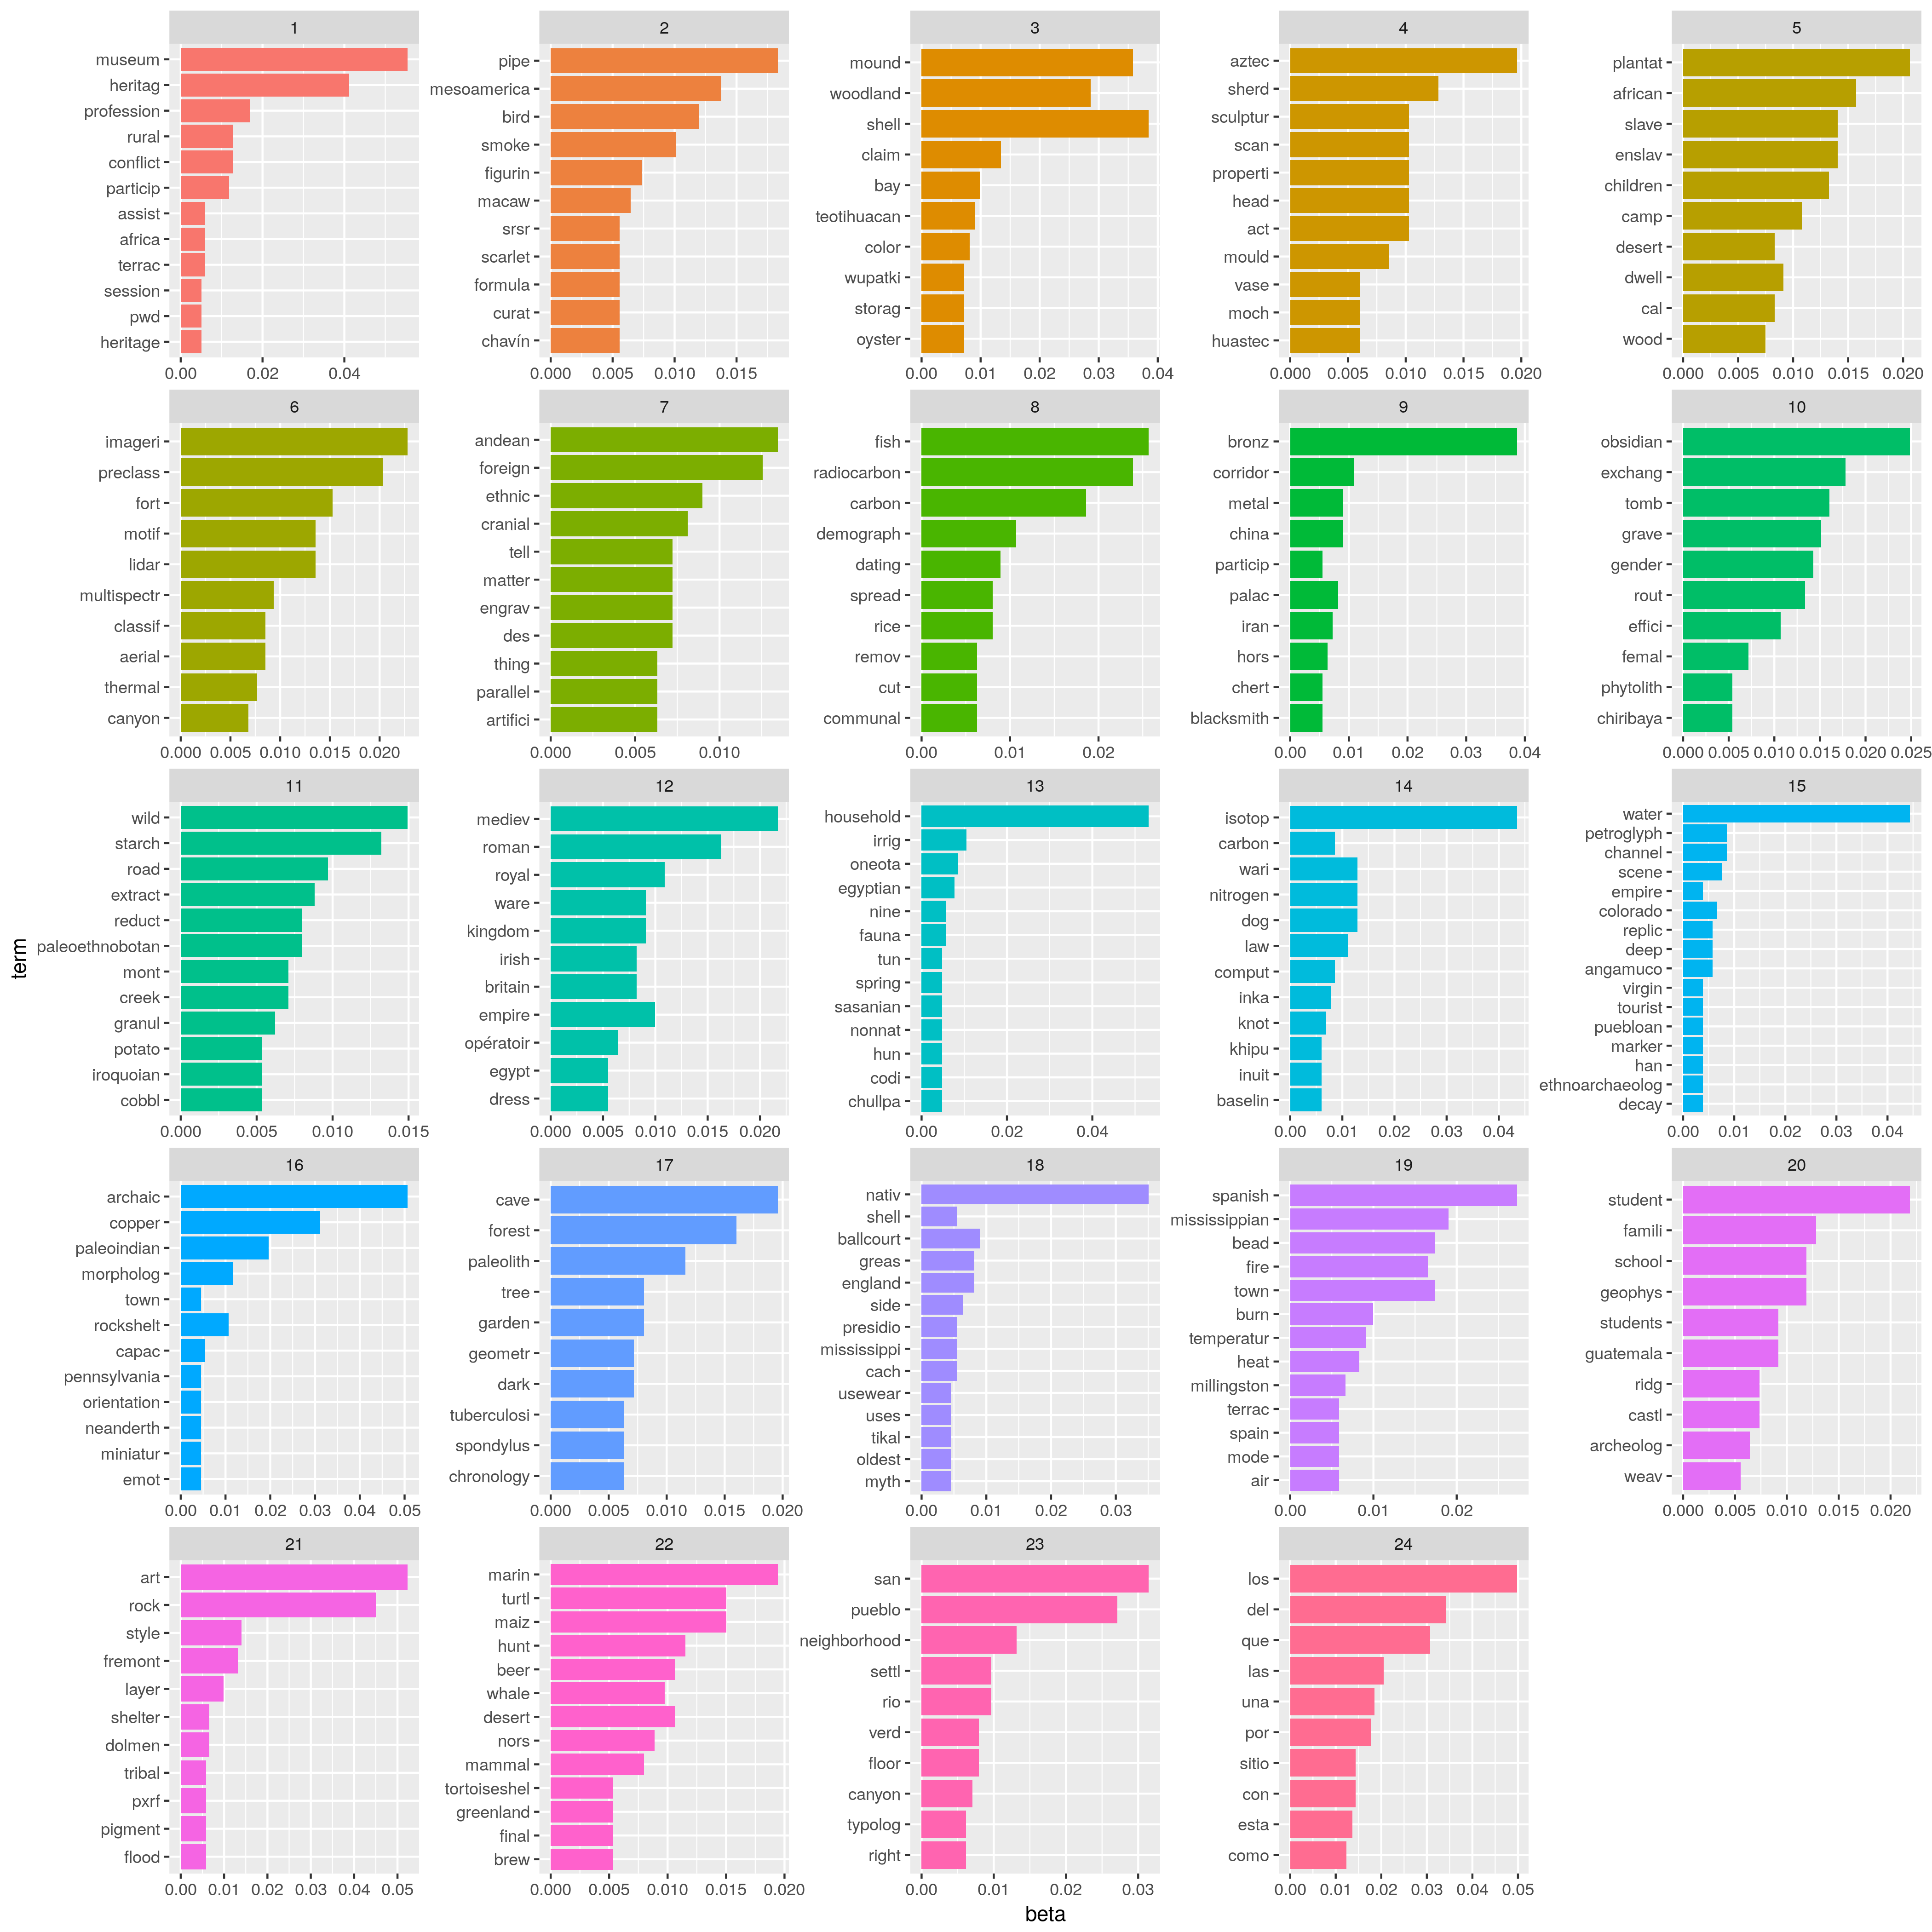 1
museum
heritag
profession
rural
conflict
particip
assist
africa
terrac
session
pwd
heritage
0.00 0.02 0.04
2
pipe
mesoamerica
bird
smoke
figurin
macaw
srsr
scarlet
formula
curat
chavín
0.000 0.005 0.010 0.015
3
mound
woodland
shell
claim
bay
teotihuacan
color
wupatki
storag
oyster
0.00 0.01 0.02 0.03 0.04
4
aztec
sherd
sculptur
scan
properti
head
act
mould
vase
moch
huastec
0.000 0.005 0.010 0.015 0.020
5
plantat
african
slave
enslav
children
camp
desert
dwell
cal
wood
0.000 0.005 0.010 0.015 0.020
6
imageri
preclass
fort
motif
lidar
multispectr
classif
aerial
thermal
canyon
0.000 0.005 0.010 0.015 0.020
7
andean
foreign
ethnic
cranial
tell
matter
engrav
des
thing
parallel
artifici
0.000 0.005 0.010
8
fish
radiocarbon
carbon
demograph
dating
spread
rice
remov
cut
communal
0.00 0.01 0.02
9
bronz
corridor
metal
china
particip
palac
iran
hors
chert
blacksmith
0.00 0.01 0.02 0.03 0.04
10
obsidian
exchang
tomb
grave
gender
rout
effici
femal
phytolith
chiribaya
0.000 0.005 0.010 0.015 0.020 0.025
11
wild
starch
road
extract
reduct
paleoethnobotan
mont
creek
granul
potato
iroquoian
cobbl
0.000 0.005 0.010 0.015
12
mediev
roman
royal
ware
kingdom
irish
britain
empire
opératoir
egypt
dress
0.000 0.005 0.010 0.015 0.020
13
household
irrig
oneota
egyptian
nine
fauna
tun
spring
sasanian
nonnat
hun
codi
chullpa
0.00 0.02 0.04
14
isotop
carbon
wari
nitrogen
dog
law
comput
inka
knot
khipu
inuit
baselin
0.00 0.01 0.02 0.03 0.04
15
water
petroglyph
channel
scene
empire
colorado
replic
deep
angamuco
virgin
tourist
puebloan
marker
han
ethnoarchaeolog
decay
0.00 0.01 0.02 0.03 0.04
16
archaic
copper
paleoindian
morpholog
town
rockshelt
capac
pennsylvania
orientation
neanderth
miniatur
emot
0.00 0.01 0.02 0.03 0.04 0.05
17
cave
forest
paleolith
tree
garden
geometr
dark
tuberculosi
spondylus
chronology
0.000 0.005 0.010 0.015 0.020
18
nativ
shell
ballcourt
greas
england
side
presidio
mississippi
cach
usewear
uses
tikal
oldest
myth
0.00 0.01 0.02 0.03
19
spanish
mississippian
bead
fire
town
burn
temperatur
heat
millingston
terrac
spain
mode
air
0.00 0.01 0.02
20
student
famili
school
geophys
students
guatemala
ridg
castl
archeolog
weav
0.000 0.005 0.010 0.015 0.020
21
art
rock
style
fremont
layer
shelter
dolmen
tribal
pxrf
pigment
flood
0.00 0.01 0.02 0.03 0.04 0.05
22
marin
turtl
maiz
hunt
beer
whale
desert
nors
mammal
tortoiseshel
greenland
final
brew
0.000 0.005 0.010 0.015 0.020
23
san
pueblo
neighborhood
settl
rio
verd
floor
canyon
typolog
right
0.00 0.01 0.02 0.03
24
los
del
que
las
una
por
sitio
con
esta
como
0.00 0.01 0.02 0.03 0.04 0.05
term
beta